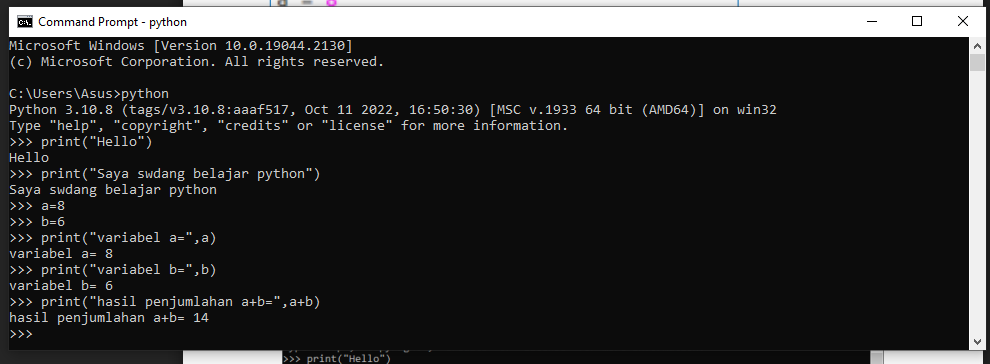 Command Prompt - python
Microsoft Windows [Version 10.0.19044.2130]
(c) Microsoft Corporation. All rights reserved.
C:\Users\Asus>python
Python 3.10.8 (tags/v3.10.8:aaaf517, Oct 11 2022, 16:50:30) [MSC v.1933 64 bit (AMD64)] on win32
Type "help", "copyright", "credits" or "license" for more information.
>>> print("Hello")
Hello
>>> print("Saya swdang belajar python")
Saya swdang belajar python
>>> a=8
>>> b=6
>>> print("variabel a=",a)
variabel a= 8
>>> print("variabel b=",b)
variabel b= 6
>>> print("hasil penjumlahan a+b=",a+b)
hasil penjumlahan a+b= 14
>>>
>>> print("Hello")